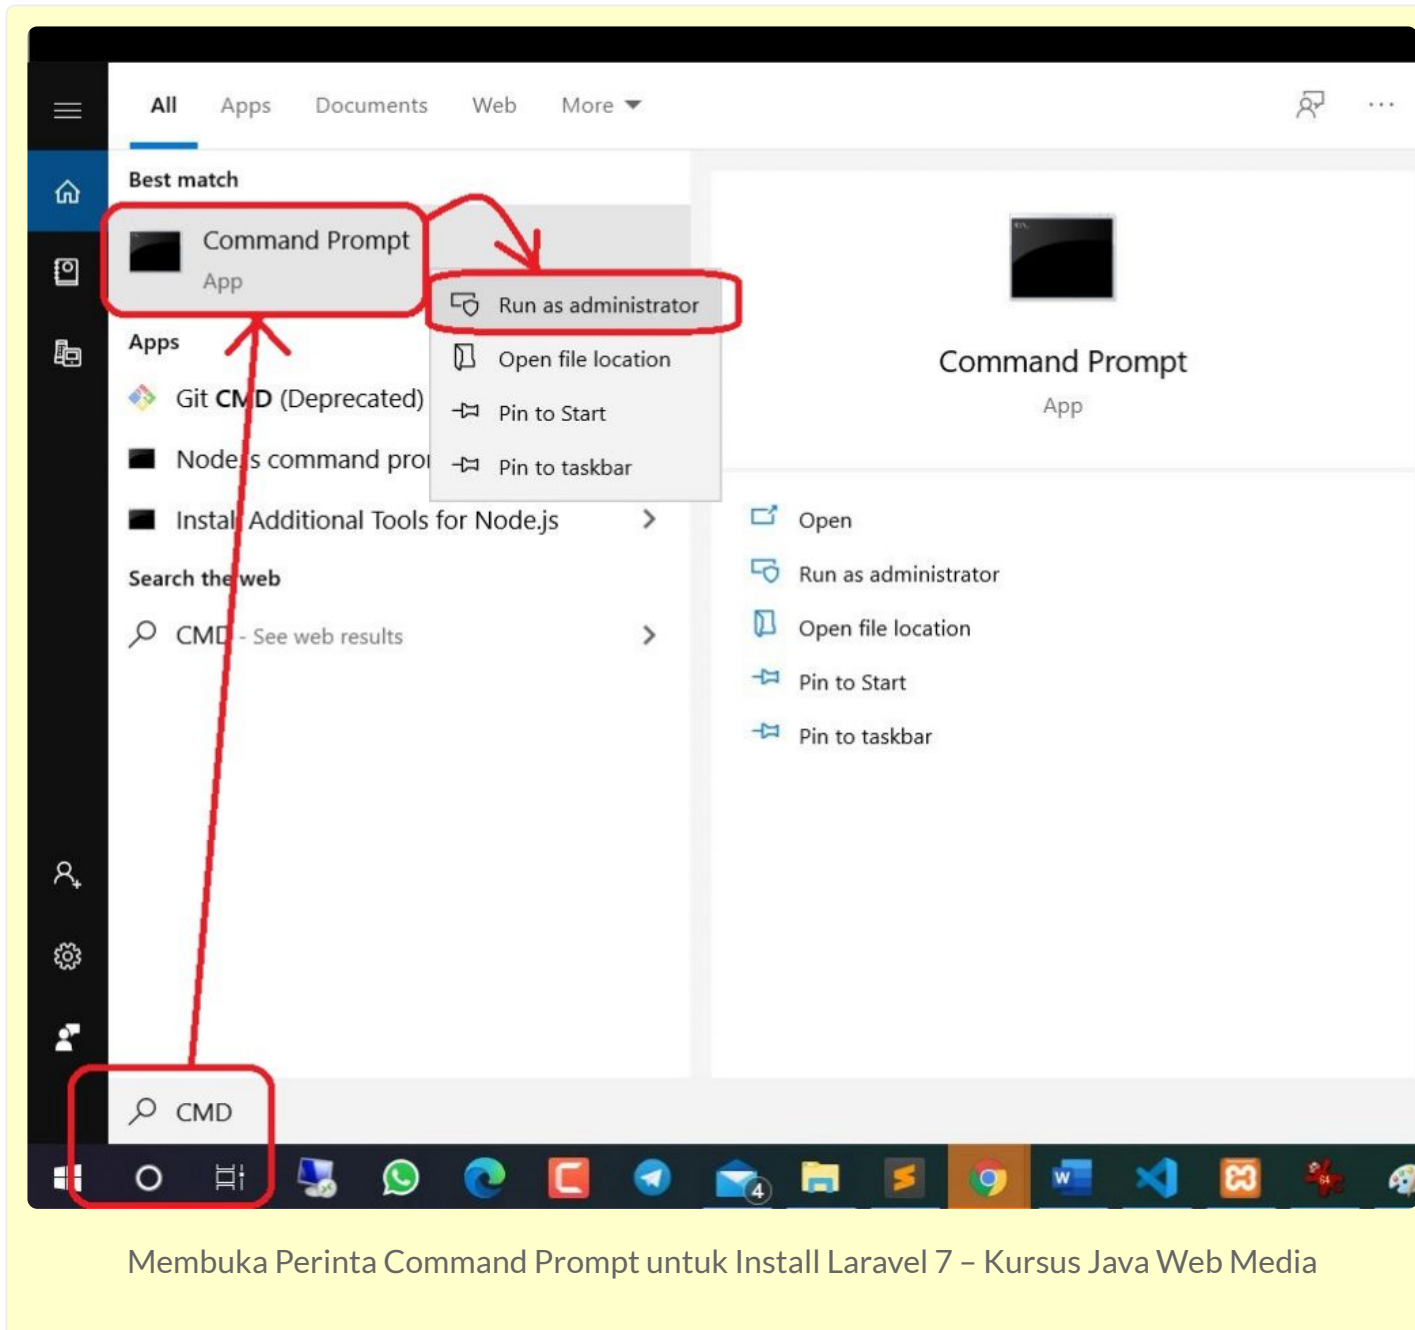 All Apps Documents Web More
Best match
Command Prompt
App
Run as administrator
Open file location
Pin to Start
Pin to taskbar
Apps
Git CMD (Deprecated)
Node.js command pro
Install Additional Tools for Node.js
Search the web
CMD - See web results
Command Prompt
App
Open
Run as administrator
Open file location
Pin to Start
Pin to taskbar
CMD
4
W
64
Membuka Perinta Command Prompt untuk Install Laravel 7 – Kursus Java Web Media